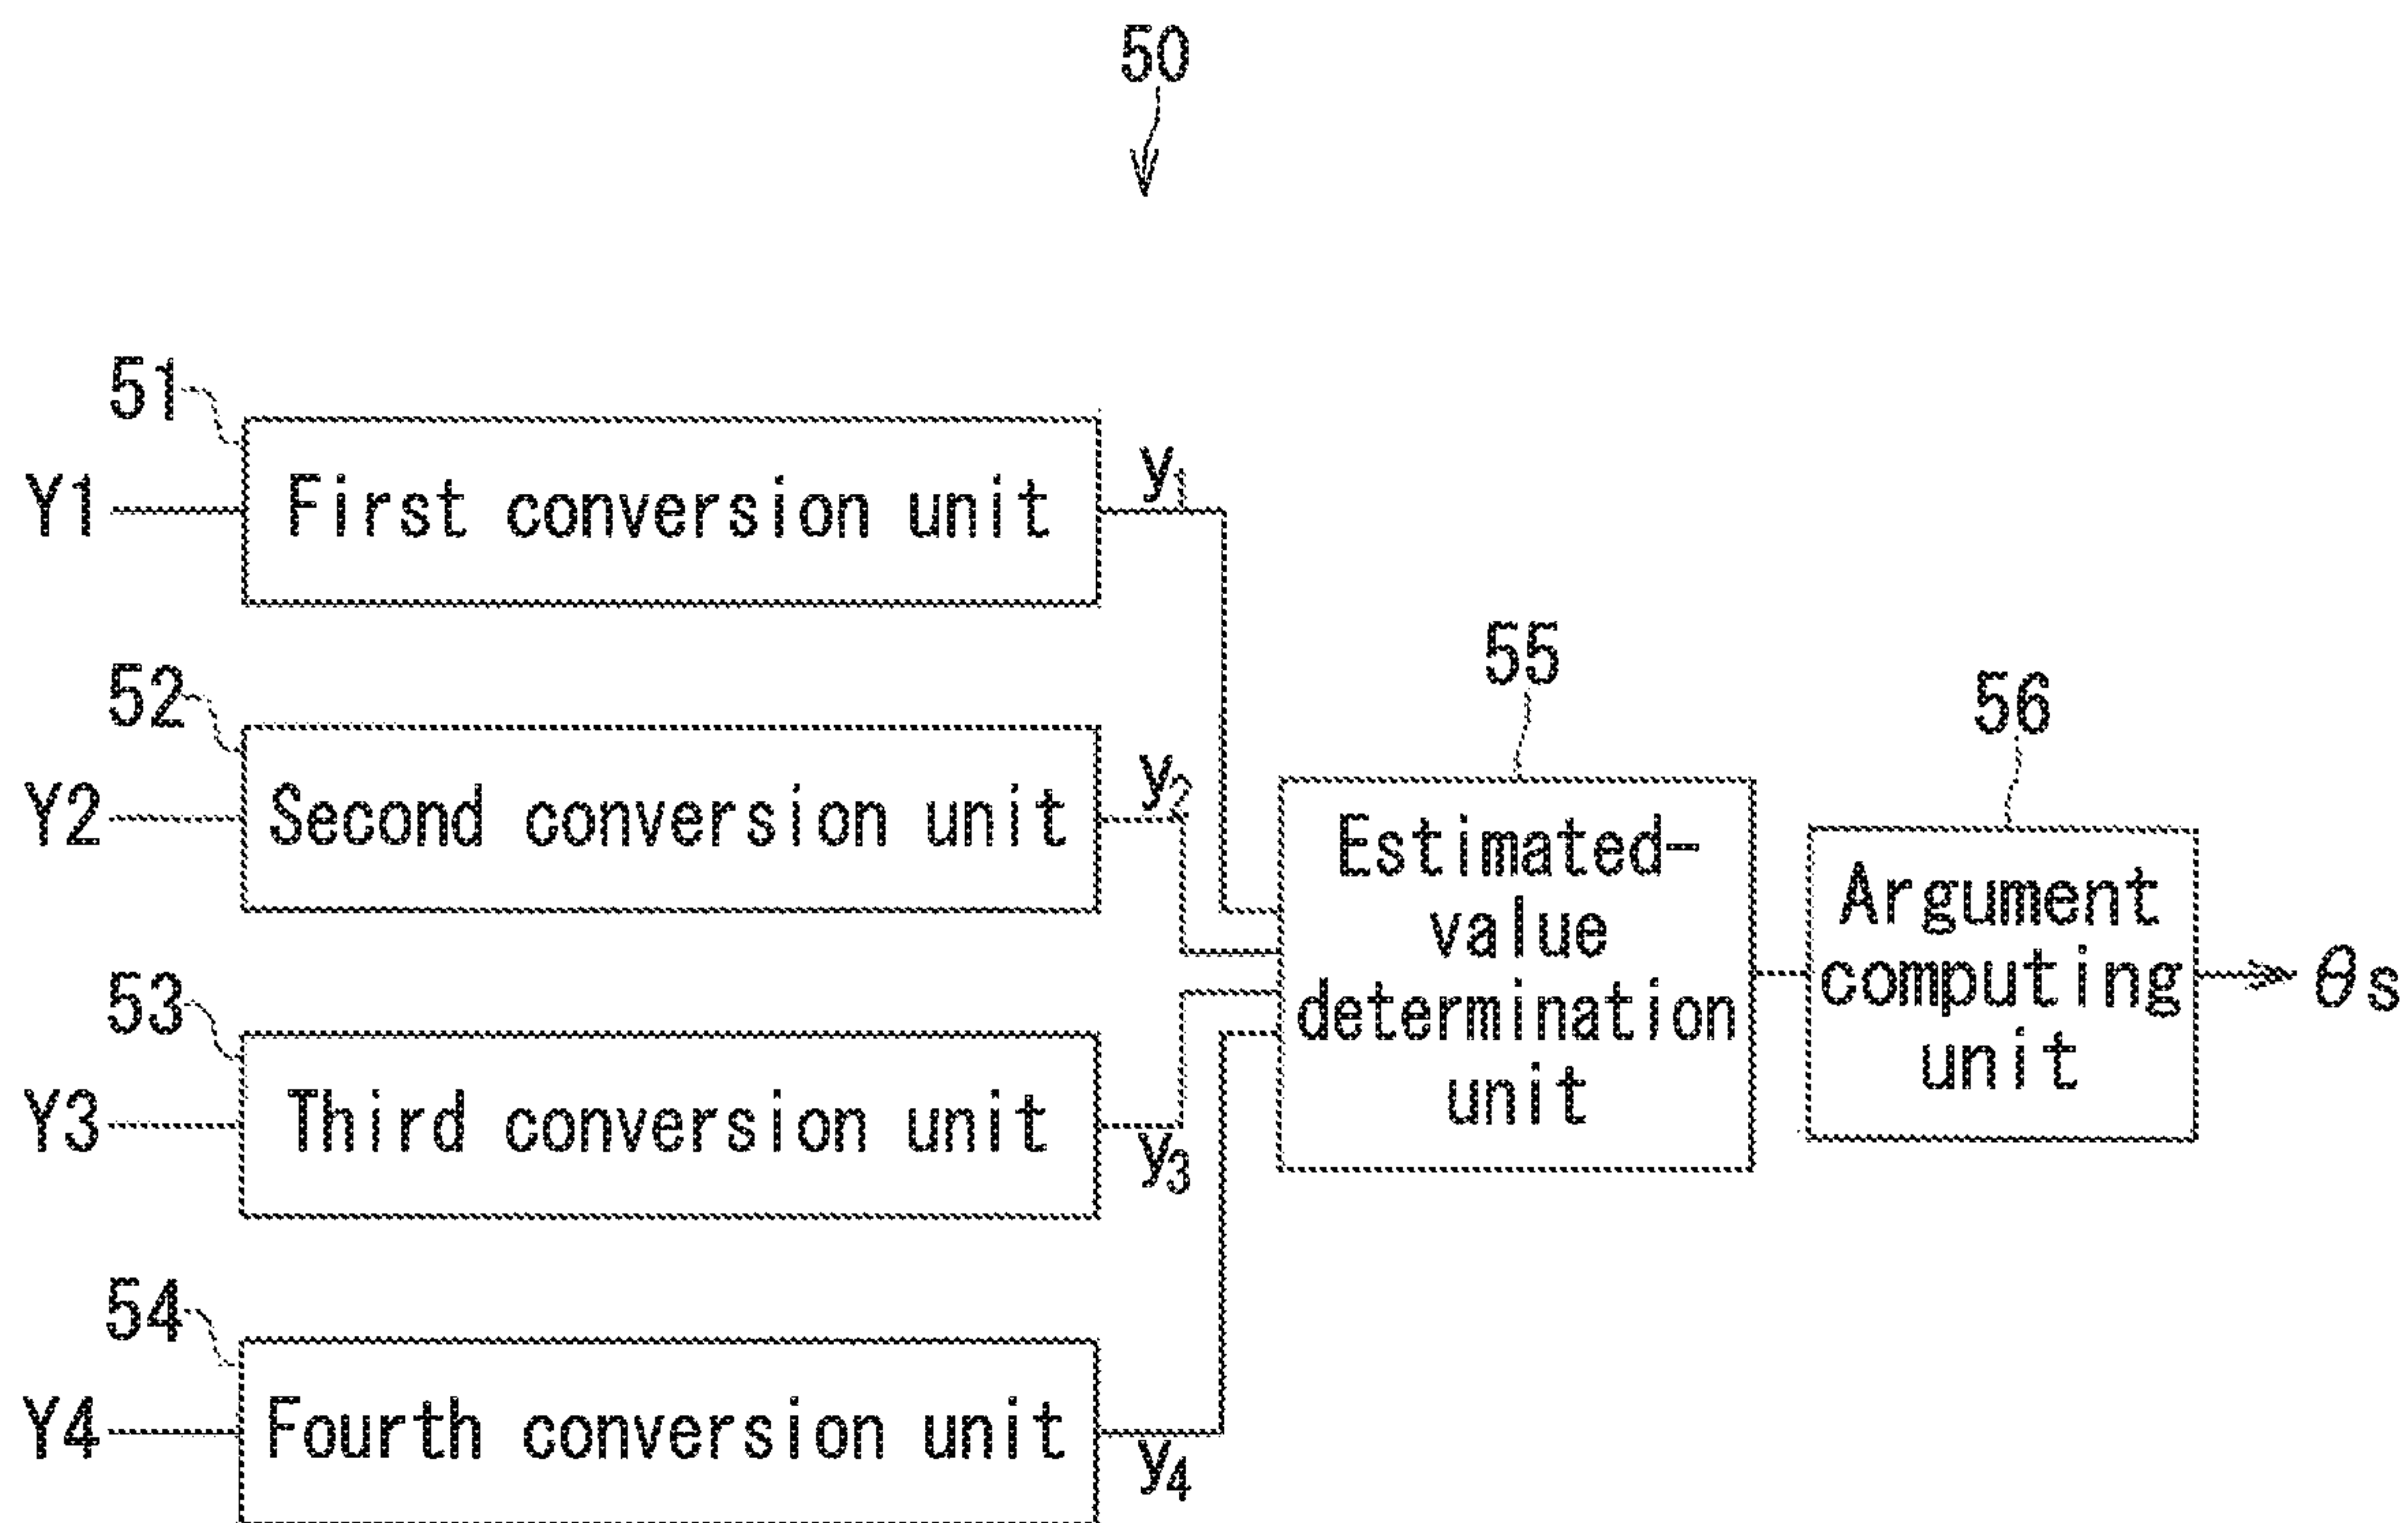 50
51
Y1
First conversion unit
y1
52
Y2
Second conversion unit
y2
53
Y3
Third conversion unit
y3
54
Y4
Fourth conversion unit
y4
55
Estimated-
value
determination
unit
56
Argument
computing
unit
θs